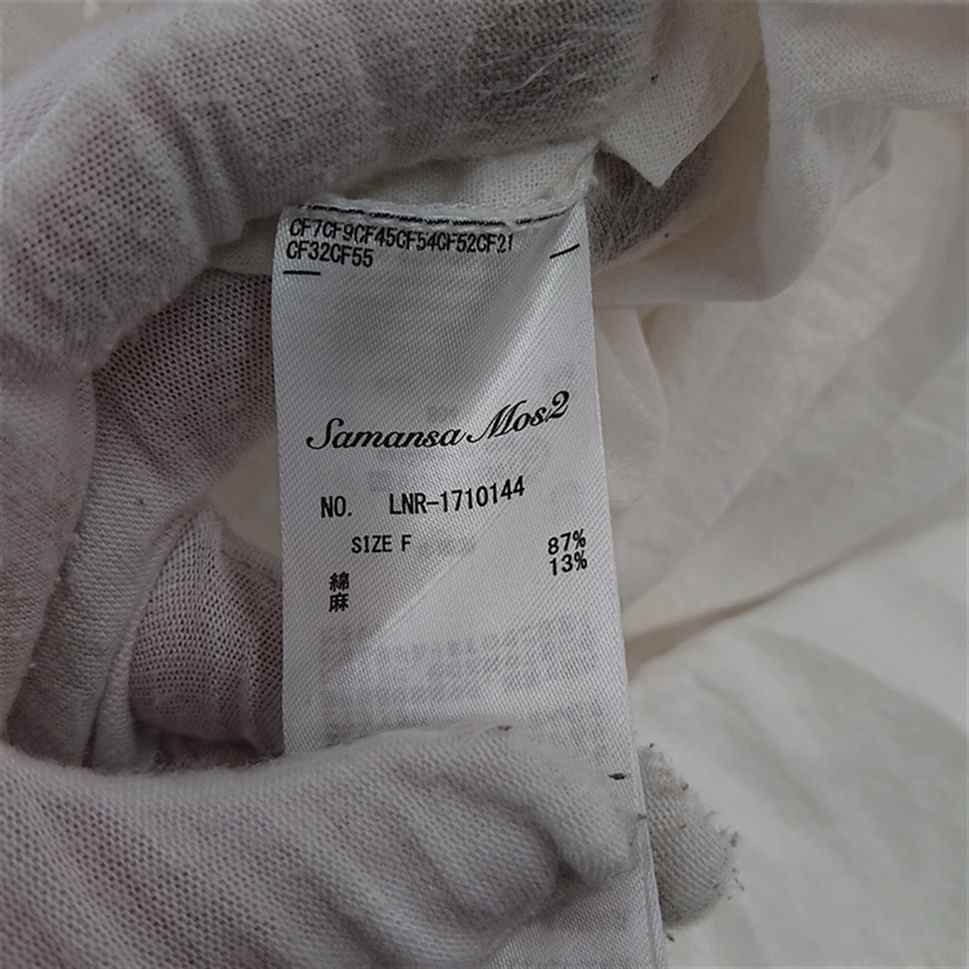 CF7CF9CF45CF54CF52CF21
CF32CF55
Samansa Mos2
NO. LNR-1710144
SIZE F
綿 87%
麻 13%